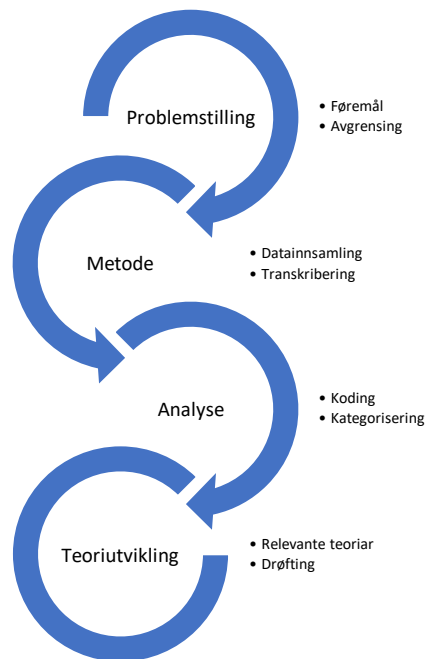 Problemstilling
• Føremål
• Avgrensing
Metode
• Datainnsamling
• Transkribering
Analyse
• Koding
• Kategorisering
Teoriutvikling
• Relevante teoriar
• Drøfting